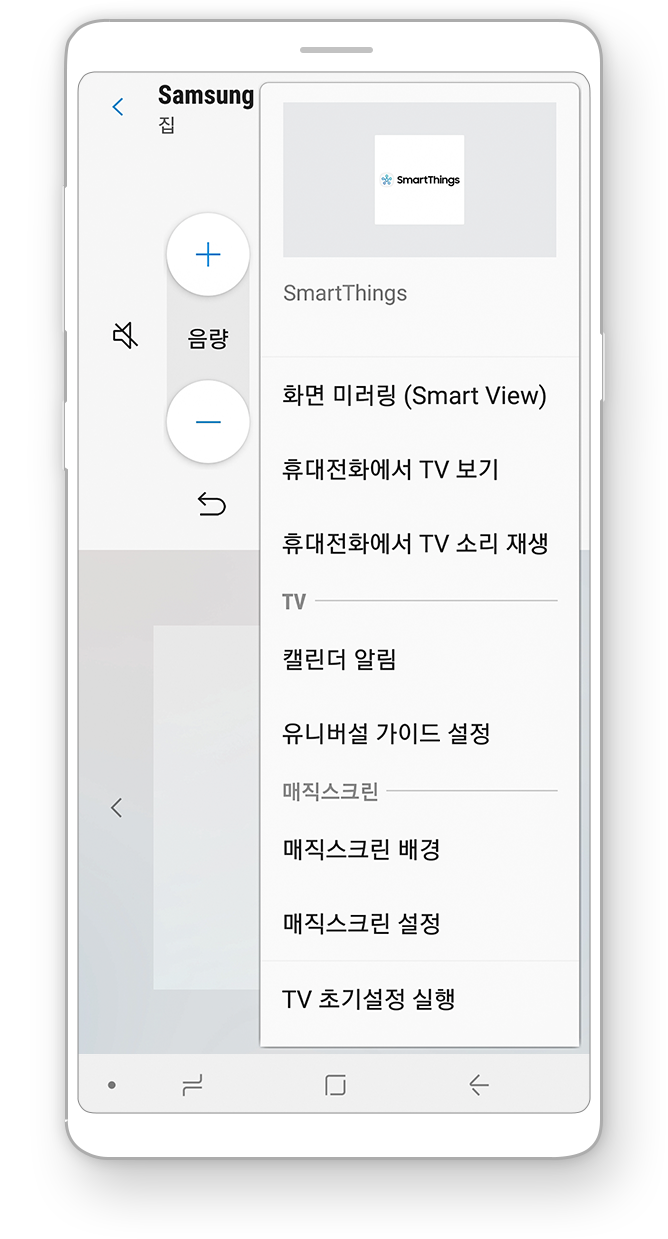 Samsung
집
음량
SmartThings
SmartThings
화면 미러링 (Smart View)
휴대전화에서 TV 보기
휴대전화에서 TV 소리 재생
TV
캘린더 알림
유니버설 가이드 설정
매직스크린
매직스크린 배경
매직스크린 설정
TV 초기설정 실행